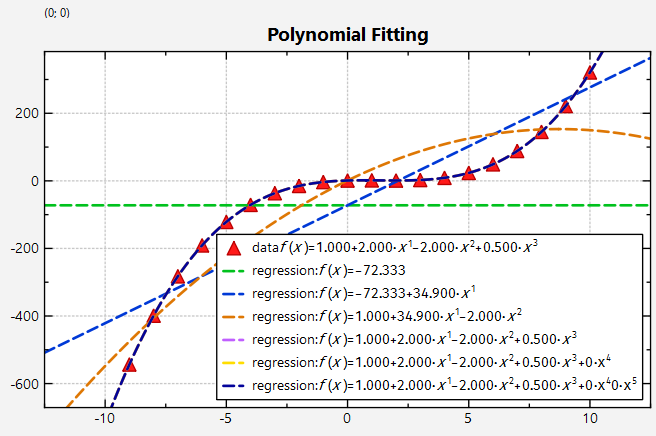 (0; 0)
Polynomial Fitting
200
0
-200
-400
-600
-10
-5
0
5
10
data f(x)=1.000+2.000·x¹−2.000·x²+0.500·x³
regression: f(x)=−72.333
regression: f(x)=−72.333+34.900·x¹
regression: f(x)=1.000+34.900·x¹−2.000·x²
regression: f(x)=1.000+2.000·x¹−2.000·x²+0.500·x³
regression: f(x)=1.000+2.000·x¹−2.000·x²+0.500·x³+0·x⁴
regression: f(x)=1.000+2.000·x¹−2.000·x²+0.500·x³+0·x⁴0·x⁵